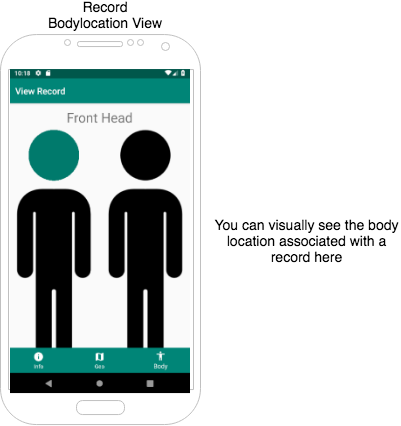 Record
Bodylocation View
10:18
View Record
Front Head
You can visually see the body
location associated with a
record here
Info
Geo
Body